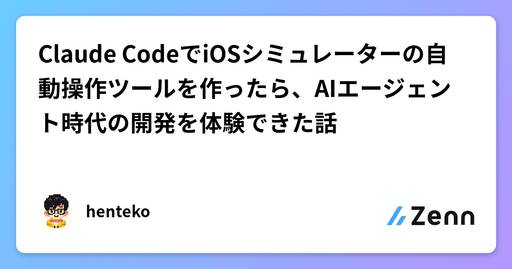 Claude CodeでiOSシミュレーターの自
動操作ツールを作ったら、AIエージェン
ト時代の開発を体験できた話
henteko
Zenn